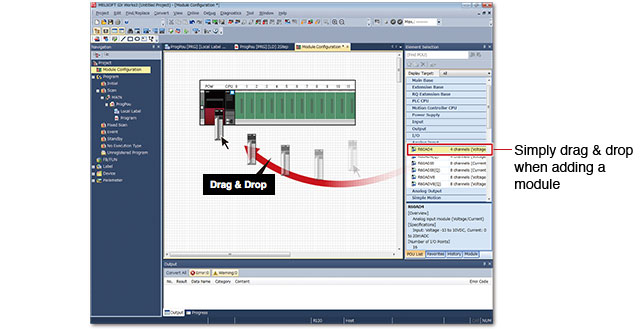 MELSOFT GX Works3 (Untitled Project) - [Module Configuration]
Project Edit Find/Replace Convert View Online Debug Diagnostics Tool Window Help
Navigation
Project
Module Configuration
Program
Initial
Scan
MAIN
ProgPou
Local Label
Program
Fixed Scan
Event
Standby
No Execution Type
Unregistered Program
FB/FUN
Label
Device
Parameter
ProgPou [PRG] [Local Label ...
ProgPou [PRG] [LD] 2Step
Module Configuration *
POW CPU 0 1 2 3 4 5 6 7 8 9 10 11
Drag & Drop
Element Selection
(Find POU)
Display Target: All
Main Base
Extension Base
RQ Extension Base
PLC CPU
Motion Controller CPU
Power Supply
Input
Output
I/O
Analog Input
R60AD4 4 channels (Voltage
8 channels (Voltage
8 channels (Voltage
R60ADV8 8 channels (Voltage
Analog Output
Simple Motion
R60AD4
[Overview]
Analog input module (Voltage/Current)
[Specifications]
Input: Voltage -10 to 10VDC, Current: 0
to 20mADC
[Number of I/O Points]
16
POU List Favorites History Module
Simply drag & drop
when adding a
module
Output
Convert All Error:0 Warning:0
No. Result Data Name Category Content Error Code
Output Progress
R120 Host CAP NUM